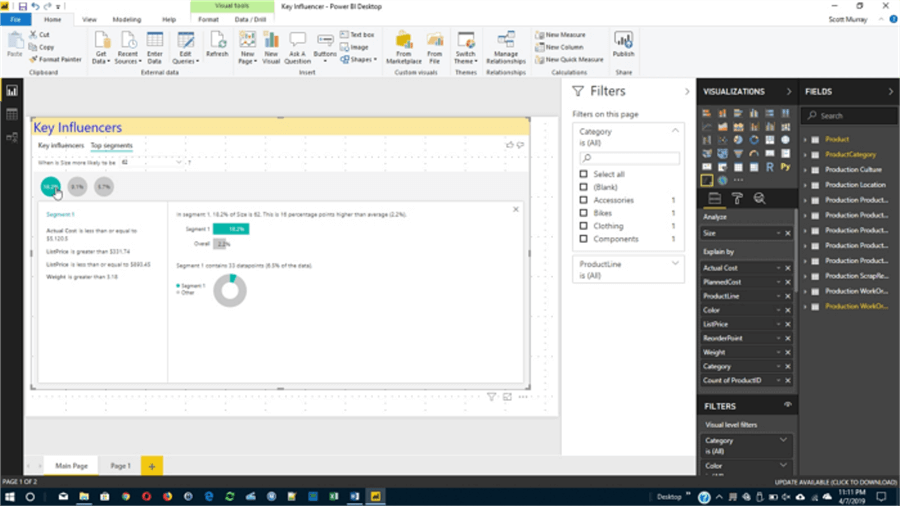 Visual tools
Key Influencer - Power BI Desktop
File
Home
View
Modeling
Help
Format
Data / Drill
Scott Murray
Paste
Cut
Copy
Format Painter
Get Data
Recent Sources
Enter Data
Edit Queries
Refresh
New Page
New Visual
Ask A Question
Buttons
Text box
Image
Shapes
From Marketplace
From File
Switch Theme
Manage Relationships
New Measure
New Column
New Quick Measure
Publish
Clipboard
External data
Insert
Custom visuals
Themes
Relationships
Calculations
Share
Key Influencers
Key influencers
Top segments
When is Size more likely to be
62
?
18.2%
8.1%
5.7%
Segment 1
Actual Cost is less than or equal to
ListPrice is greater than $331.74
ListPrice is less than or equal to
Weight is greater than 3.18
In segment 1, 18.2% of Size is 62. This is 16 percentage points higher than average (2.2%).
Segment 1
18.2%
Overall
2.2%
Segment 1 contains 33 datapoints (6.5% of the data).
Segment 1
Other
Filters
Filters on this page
Category
is (All)
Select all
(Blank)
Accessories 1
Bikes 1
Clothing 1
Components 1
ProductLine
is (All)
VISUALIZATIONS
R
Py
Analyze
Size
Explain by
Actual Cost
PlannedCost
ProductLine
Color
ListPrice
ReorderPoint
Weight
Category
Count of ProductID
FILTERS
Visual level filters
Category
is (All)
Color
FIELDS
Search
Product
ProductCategory
Production Culture
Production Location
Production Product...
Production Product...
Production Product...
Production Product...
Production Product...
Production ScrapRe...
Production WorkOr...
Production WorkOr...
Main Page
Page 1
+
PAGE 1 OF 2
UPDATE AVAILABLE (CLICK TO DOWNLOAD)
Desktop
11:11 PM
4/7/2019